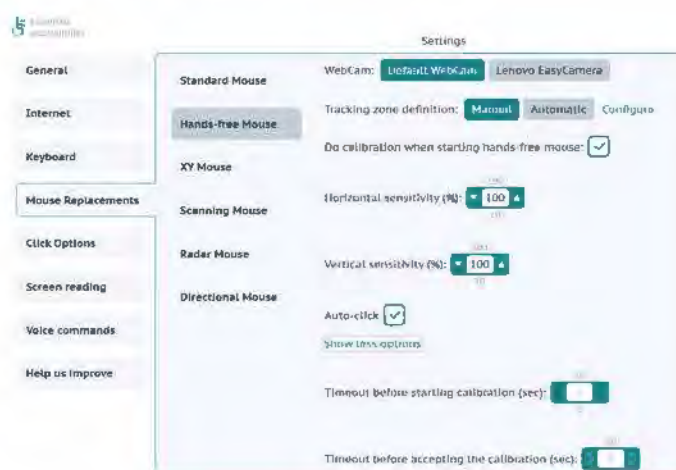 essential
accessibility
Settings
General
Internet
Keyboard
Mouse Replacements
Click Options
Screen reading
Voice commands
Help us improve
Standard Mouse
Hands-free Mouse
XY Mouse
Scanning Mouse
Radar Mouse
Directional Mouse
WebCam: Default WebCam Lenovo EasyCamera
Tracking zone definition: Manual Automatic Configure
Do calibration when starting hands-free mouse:
Horizontal sensitivity (%): 100
Vertical sensitivity (%): 100
Auto-click
Show less options
Timeout before starting calibration (sec):
Timeout before accepting the calibration (sec):